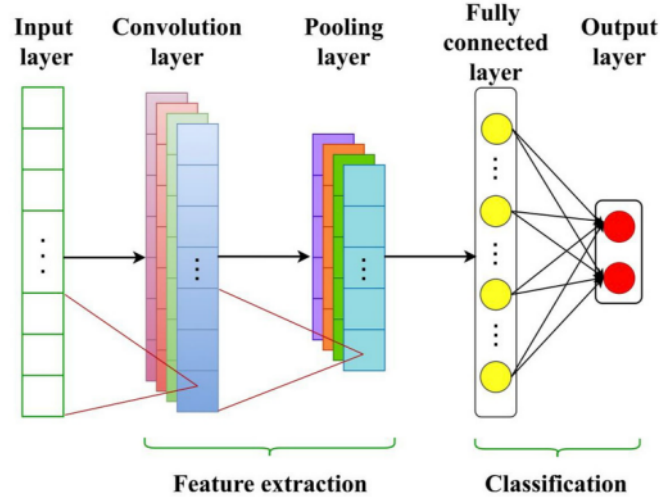 Input
layer
Convolution
layer
Pooling
layer
Fully
connected
layer
Output
layer
Feature extraction
Classification